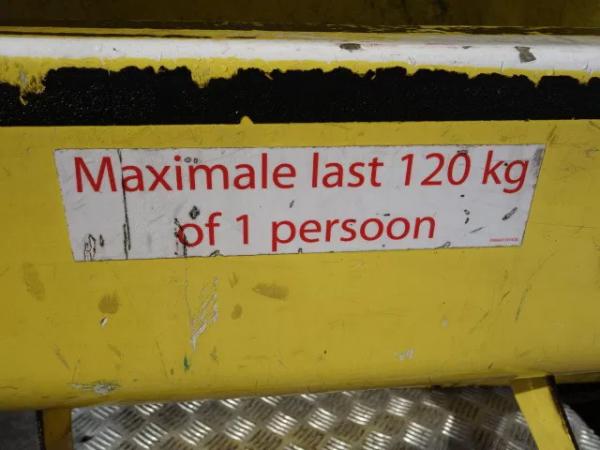 Maximale last 120 kg
of 1 persoon